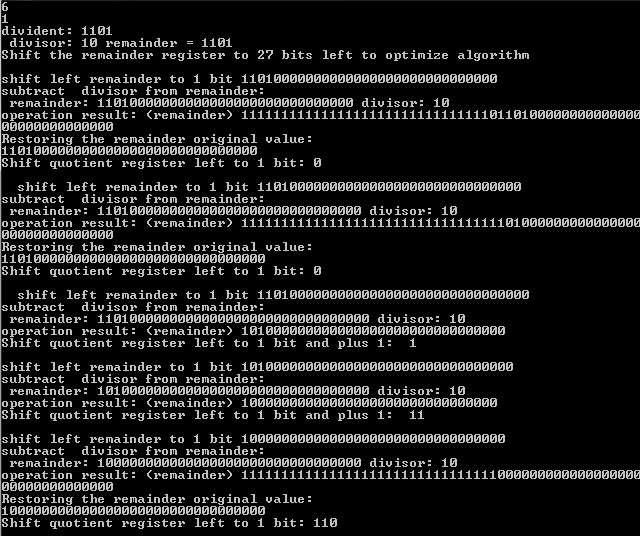 6
1
divident: 1101
divisor: 10 remainder = 1101
Shift the remainder register to 27 bits left to optimize algorithm
shift left remainder to 1 bit 11010000000000000000000000000000
subtract  divisor from remainder:
remainder: 11010000000000000000000000000000 divisor: 10
operation result: (remainder) 11111111111111111111111111111110110100000000000000
00000000000000
Restoring the remainder original value:
11010000000000000000000000000000
Shift quotient register left to 1 bit: 0
shift left remainder to 1 bit 110100000000000000000000000000000
subtract  divisor from remainder:
remainder: 110100000000000000000000000000000 divisor: 10
operation result: (remainder) 11111111111111111111111111111111101000000000000000
00000000000000
Restoring the remainder original value:
110100000000000000000000000000000
Shift quotient register left to 1 bit: 0
shift left remainder to 1 bit 1101000000000000000000000000000000
subtract  divisor from remainder:
remainder: 1101000000000000000000000000000000 divisor: 10
operation result: (remainder) 101000000000000000000000000000000
Shift quotient register left to 1 bit and plus 1:  1
shift left remainder to 1 bit 1010000000000000000000000000000000
subtract  divisor from remainder:
remainder: 1010000000000000000000000000000000 divisor: 10
operation result: (remainder) 10000000000000000000000000000000
Shift quotient register left to 1 bit and plus 1:  11
shift left remainder to 1 bit 100000000000000000000000000000000
subtract  divisor from remainder:
remainder: 100000000000000000000000000000000 divisor: 10
operation result: (remainder) 11111111111111111111111111111111000000000000000000
00000000000000
Restoring the remainder original value:
100000000000000000000000000000000
Shift quotient register left to 1 bit: 110